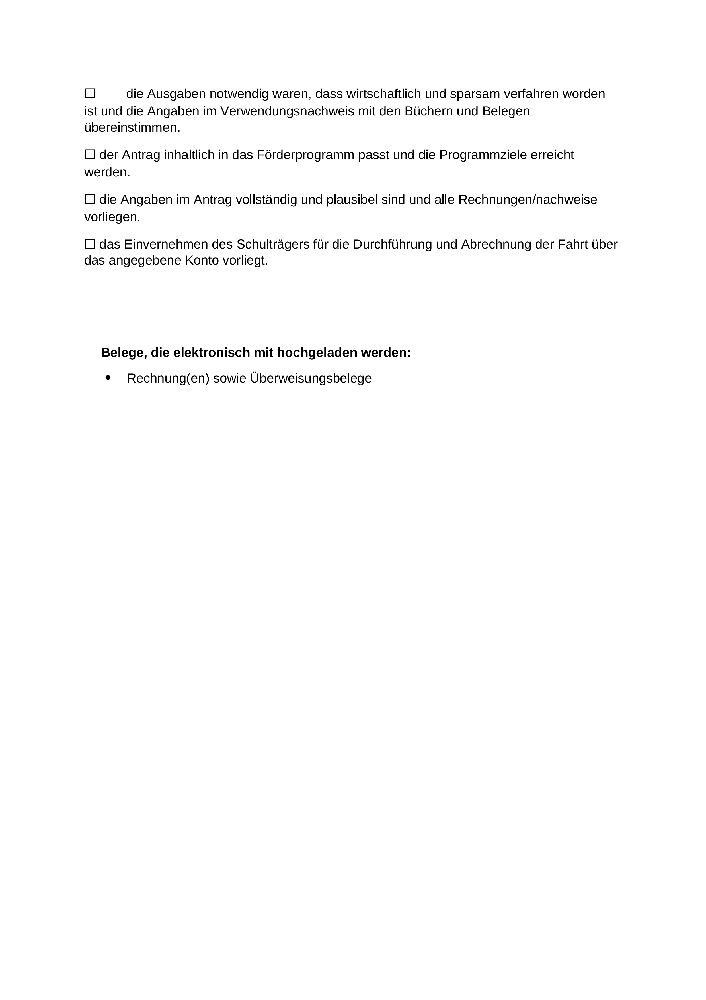 ☐ die Ausgaben notwendig waren, dass wirtschaftlich und sparsam verfahren worden
ist und die Angaben im Verwendungsnachweis mit den Büchern und Belegen
übereinstimmen.
☐ der Antrag inhaltlich in das Förderprogramm passt und die Programmziele erreicht
werden.
☐ die Angaben im Antrag vollständig und plausibel sind und alle Rechnungen/nachweise
vorliegen.
☐ das Einvernehmen des Schulträgers für die Durchführung und Abrechnung der Fahrt über
das angegebene Konto vorliegt.
Belege, die elektronisch mit hochgeladen werden:
• Rechnung(en) sowie Überweisungsbelege